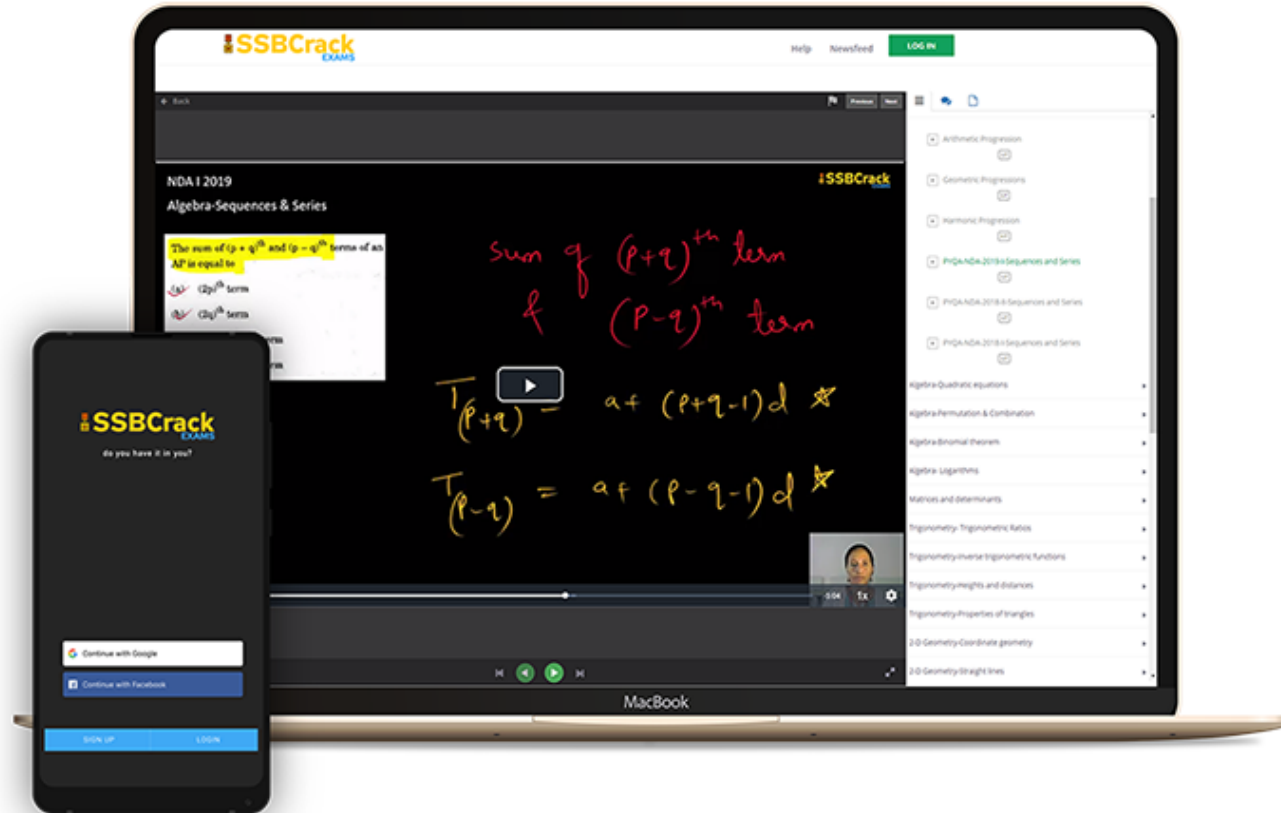 SSBCrack
EXAMS
Help Newsfeed LOG IN
Back Previous Next
NDA I 2019
Algebra-Sequences & Series
SSBCrack
EXAMS
The sum of (p + q)th and (p − q)th terms of an
AP is equal to
(a) (2p)th term
(b) (2q)th term
erm
rm
sum of (p+q)th term
& (p-q)th term
T(p+q) = a+ (p+q-1)d
T(p-q) = a+ (p-q-1)d
0:04 1x
Arithmetic Progression
Geometric Progressions
Harmonic Progression
PYQA-NDA-2019-I-Sequences and Series
PYQA-NDA-2018-II-Sequences and Series
PYQA-NDA-2018-I-Sequences and Series
Algebra-Quadratic equations
Algebra-Permutation & Combination
Algebra-Binomial theorem
Algebra- Logarithms
Matrices and determinants
Trigonometry- Trigonometric Ratios
Trigonometry-Inverse trigonometric functions
Trigonometry-Heights and distances
Trigonometry-Properties of triangles
2-D Geometry-Coordinate geometry
2-D Geometry-Straight lines
MacBook
SSBCrack
EXAMS
do you have it in you?
Continue with Google
Continue with Facebook
SIGN UP LOGIN